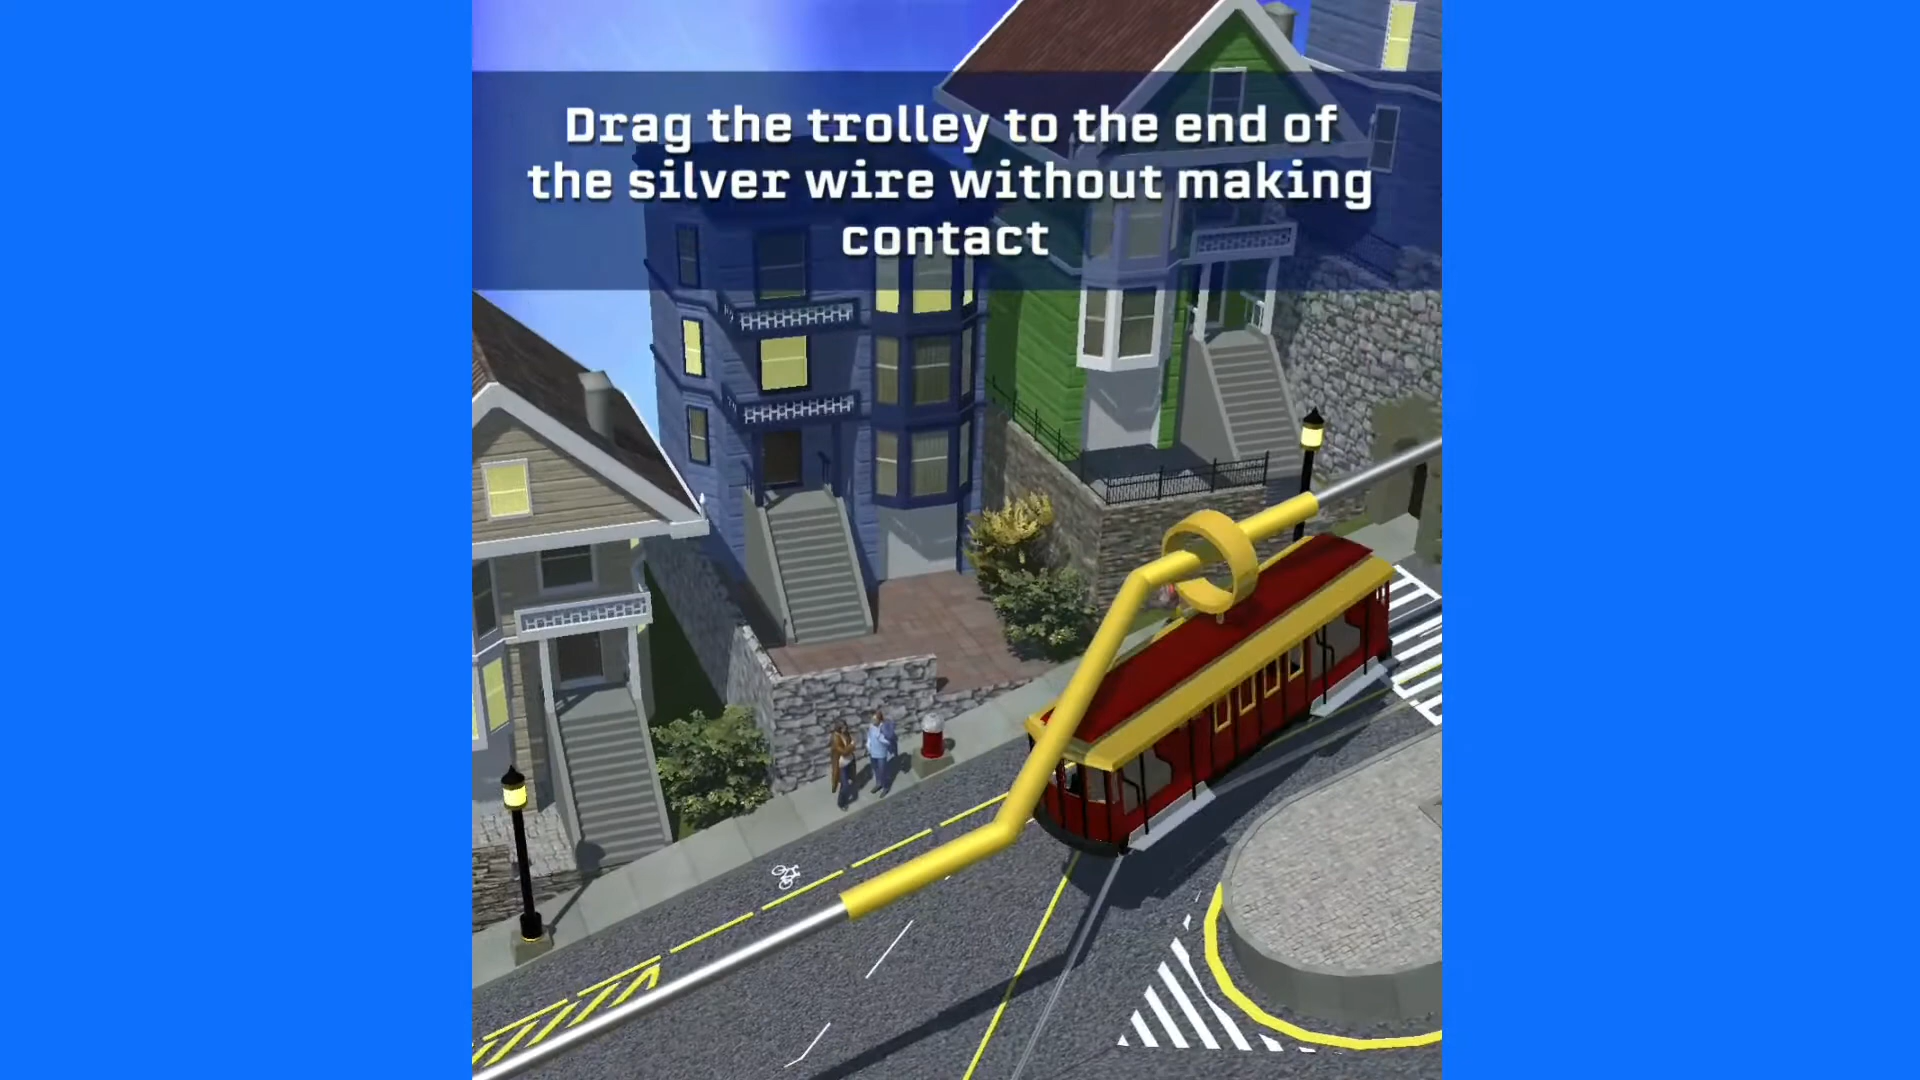 Drag the trolley to the end of
the silver wire without making
contact